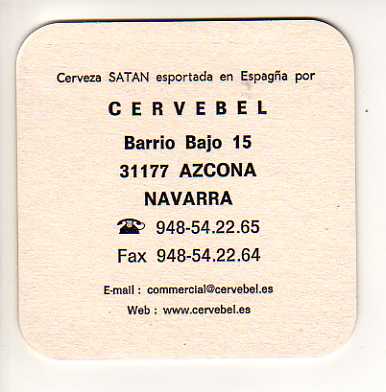 Cerveza SATAN esportada en Espagña por
CERVEBEL
Barrio Bajo 15
31177 AZCONA
NAVARRA
☎ 948-54.22.65
Fax 948-54.22.64
E-mail : commercial@cervebel.es
Web : www.cervebel.es